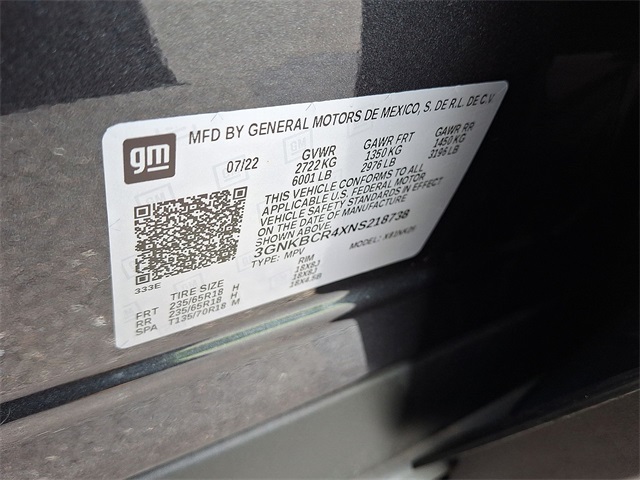 gm
MFD BY GENERAL MOTORS DE MEXICO, S. DE R.L. DE C.V
07/22 GVWR GAWR FRT GAWR RR
2722 KG 1350 KG 1450 KG
6001 LB 2976 LB 3196 LB
THIS VEHICLE CONFORMS TO ALL
APPLICABLE U.S. FEDERAL MOTOR
VEHICLE SAFETY STANDARDS IN EFFECT
ON THE DATE OF MANUFACTURE
SHOWN ABOVE.
3GNKBCR4XNS218738
TYPE: MPV MODEL:
333E
TIRE SIZE RIM
FRT 235/65R18 H 18X8J
RR 235/65R18 H 18X8J
SPA T135/70R18 M 18X4.5B